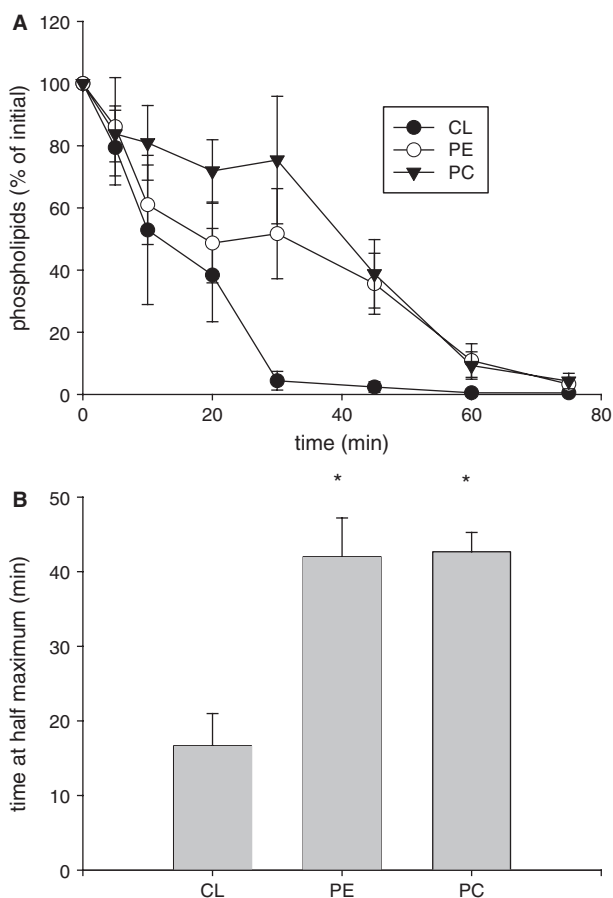 A
phospholipids (% of initial)
120
100
80
60
40
20
0
CL
PE
PC
0 20 40 60 80
time (min)
B
time at half maximum (min)
50
40
30
20
10
0
* *
CL PE PC